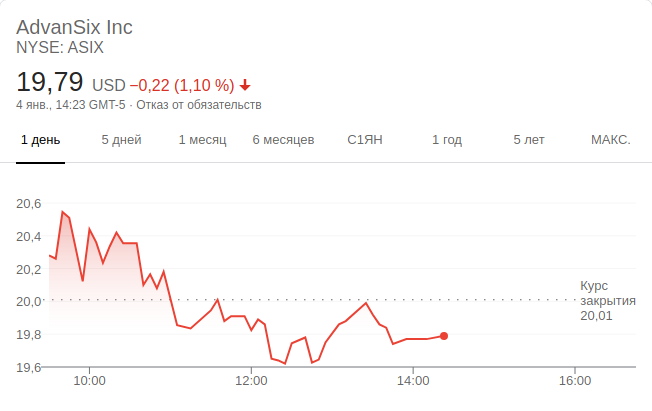 AdvanSix Inc
NYSE: ASIX
19,79 USD −0,22 (1,10 %)
4 янв., 14:23 GMT-5 · Отказ от обязательств
1 день 5 дней 1 месяц 6 месяцев С1ЯН 1 год 5 лет МАКС.
20,6
20,4
20,2
Курс
20,0 закрытия
20,01
19,8
19,6
10:00 12:00 14:00 16:00